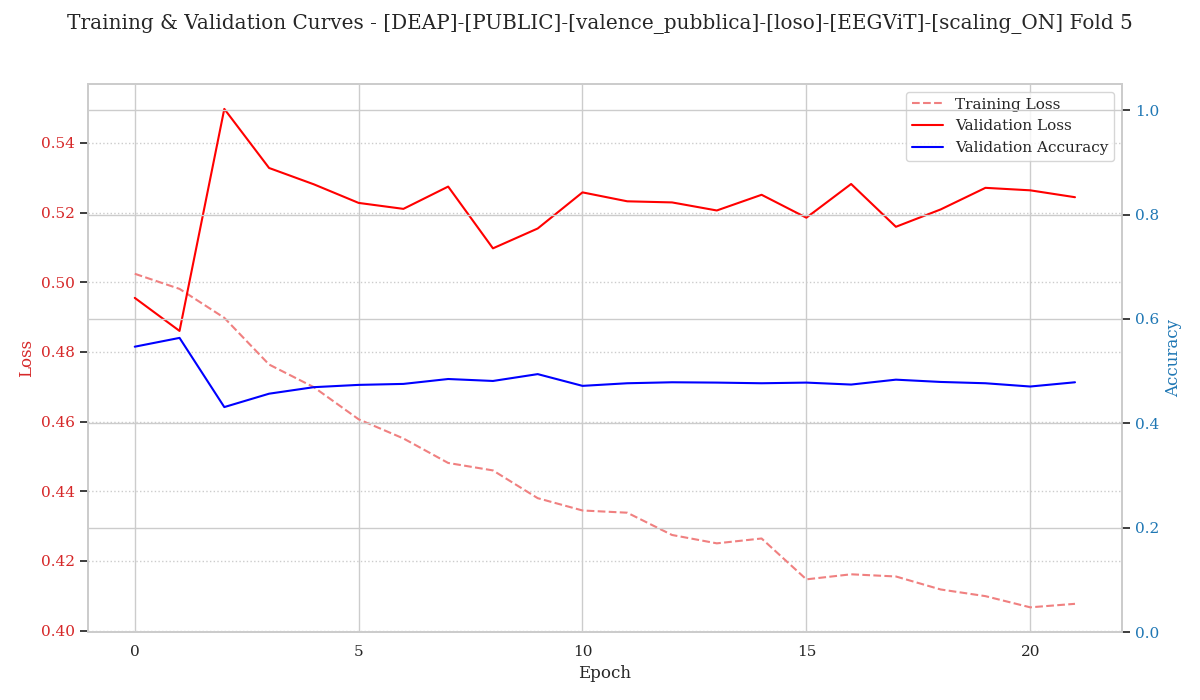 Training & Validation Curves - [DEAP]-[PUBLIC]-[valence_pubblica]-[loso]-[EEGViT]-[scaling_ON] Fold 5
Training Loss
Validation Loss
Validation Accuracy
Loss
0.54
0.52
0.50
0.48
0.46
0.44
0.42
0.40
1.0
0.8
0.6
0.4
0.2
0.0
Accuracy
0
5
10
15
20
Epoch